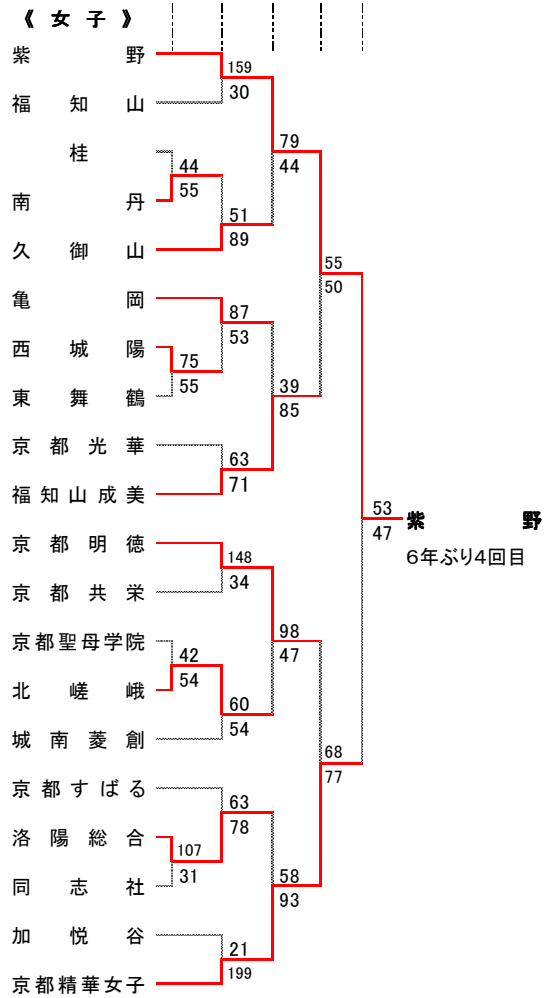 《 女 子 》
紫野
159
福知山
30
桂
79
44
44
南丹
55
51
久御山
89
55
亀岡
50
87
西城陽
53
75
東舞鶴
55
39
85
京都光華
63
福知山成美
71
53
紫野
京都明徳
47
148
6年ぶり4回目
京都共栄
34
京都聖母学院
98
42
47
北嵯峨
54
60
城南菱創
54
68
77
京都すばる
63
洛陽総合
78
107
同志社
31
58
93
加悦谷
21
京都精華女子
199